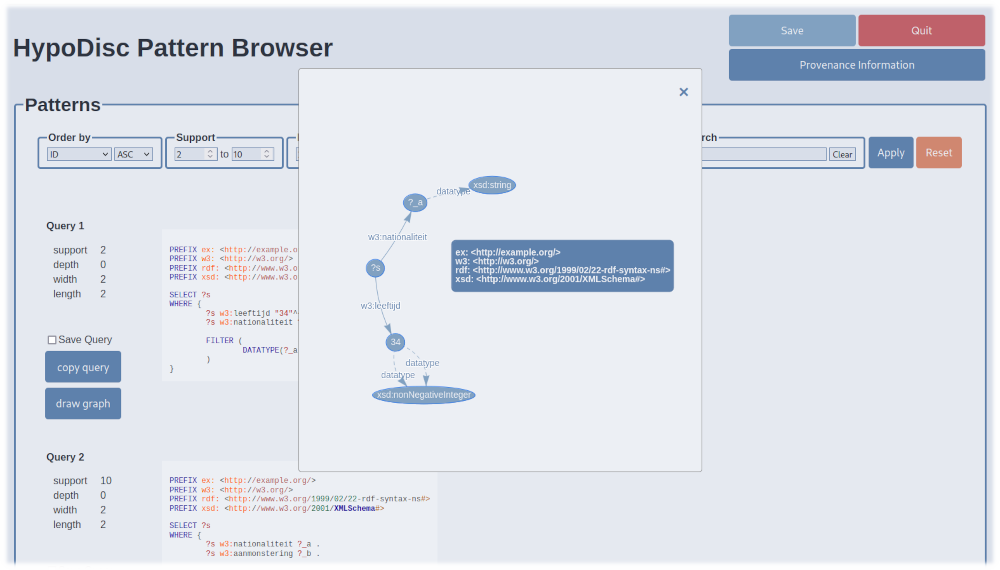 HypoDisc Pattern Browser
Save
Quit
Provenance Information
Patterns
Order by
ID
ASC
Support
2 to 10
Clear
Apply
Reset
×
xsd:string
datatype
?_a
w3:nationaliteit
?s
w3:leeftijd
34
datatype
datatype
xsd:nonNegativeInteger
ex: <http://example.org/>
w3: <http://w3.org/>
rdf: <http://www.w3.org/1999/02/22-rdf-syntax-ns#>
xsd: <http://www.w3.org/2001/XMLSchema#>
Query 1
support 2
depth 0
width 2
length 2
Save Query
copy query
draw graph
PREFIX ex: <http://example.o
PREFIX w3: <http://w3.org/>
PREFIX rdf: <http://www.w3.o
PREFIX xsd: <http://www.w3.o
SELECT ?s
WHERE {
?s w3:leeftijd "34"^
?s w3:nationaliteit
FILTER (
DATATYPE(?_a
)
}
Query 2
support 10
depth 0
width 2
length 2
PREFIX ex: <http://example.org/>
PREFIX w3: <http://w3.org/>
PREFIX rdf: <http://www.w3.org/1999/02/22-rdf-syntax-ns#>
PREFIX xsd: <http://www.w3.org/2001/XMLSchema#>
SELECT ?s
WHERE {
?s w3:nationaliteit ?_a .
?s w3:aanmonstering ?_b .